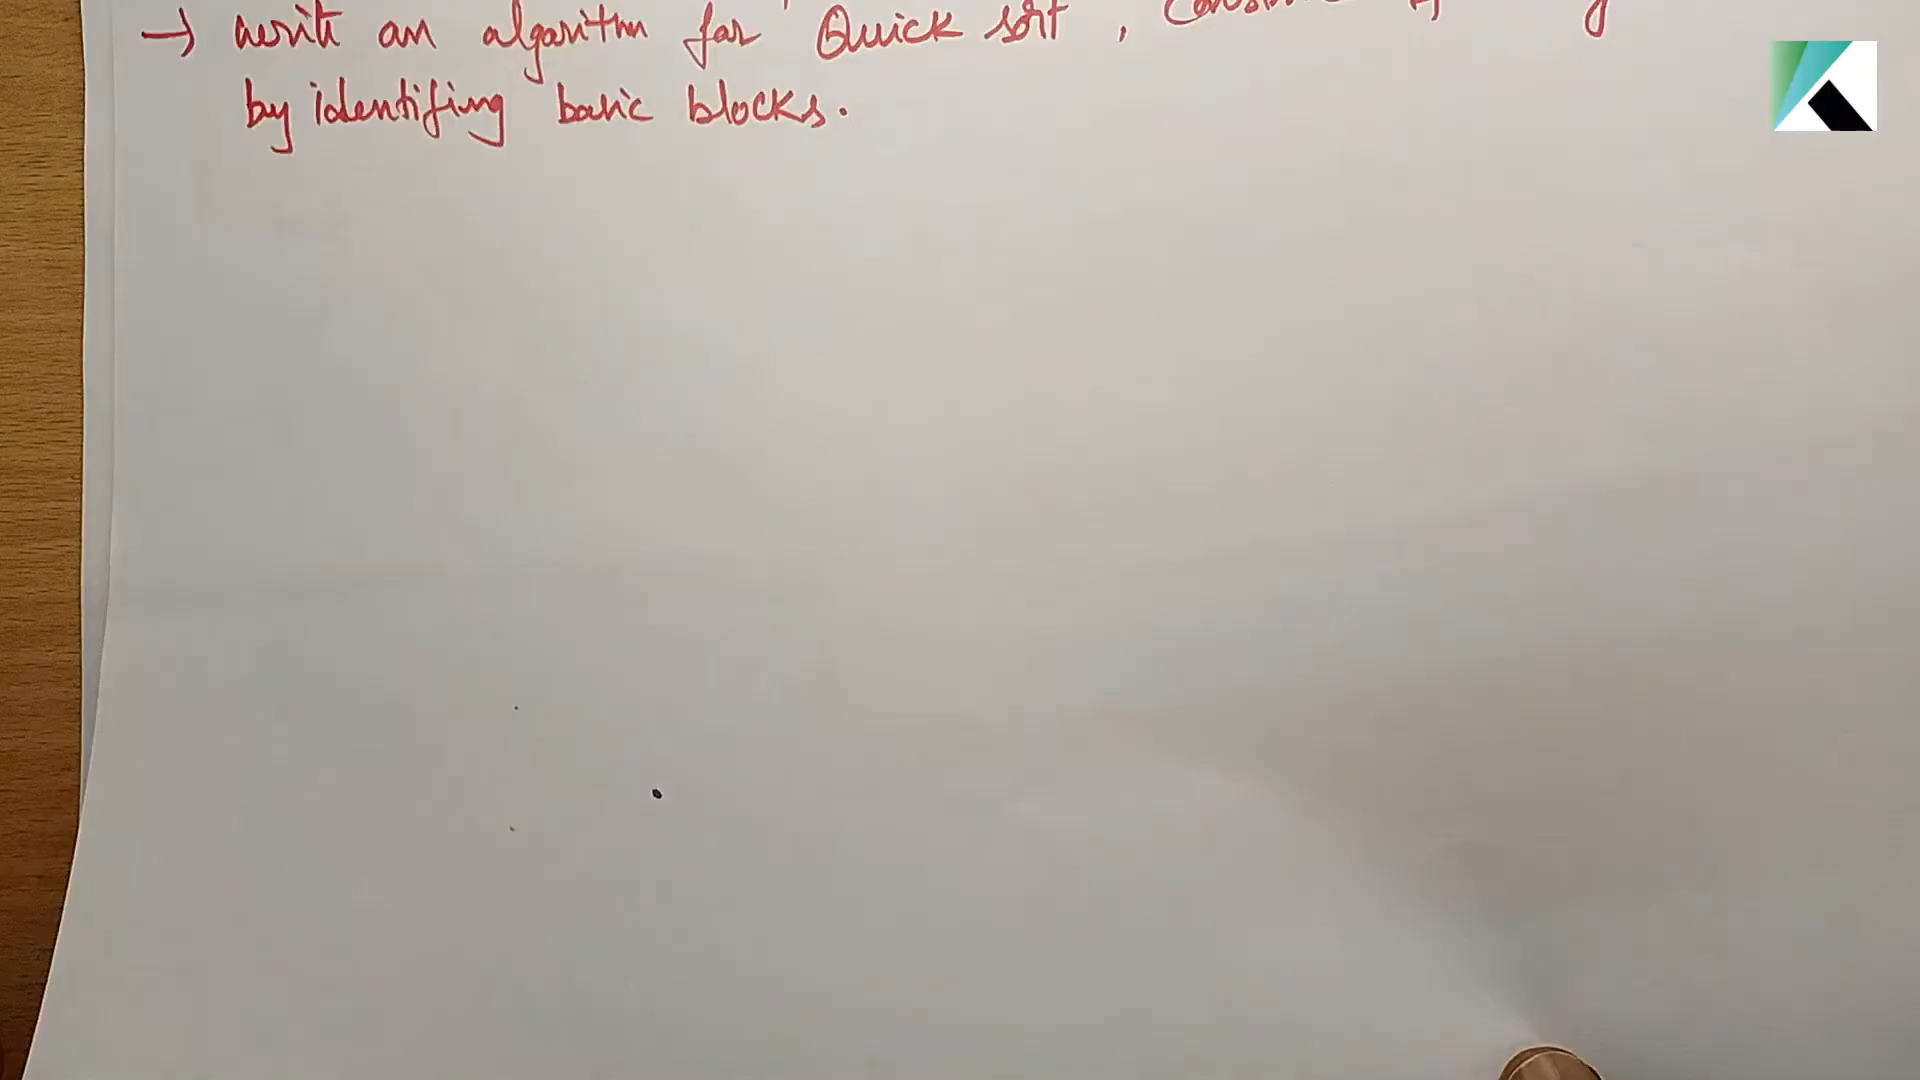 → write an algorithm for Quick sort,
by identifying basic blocks.